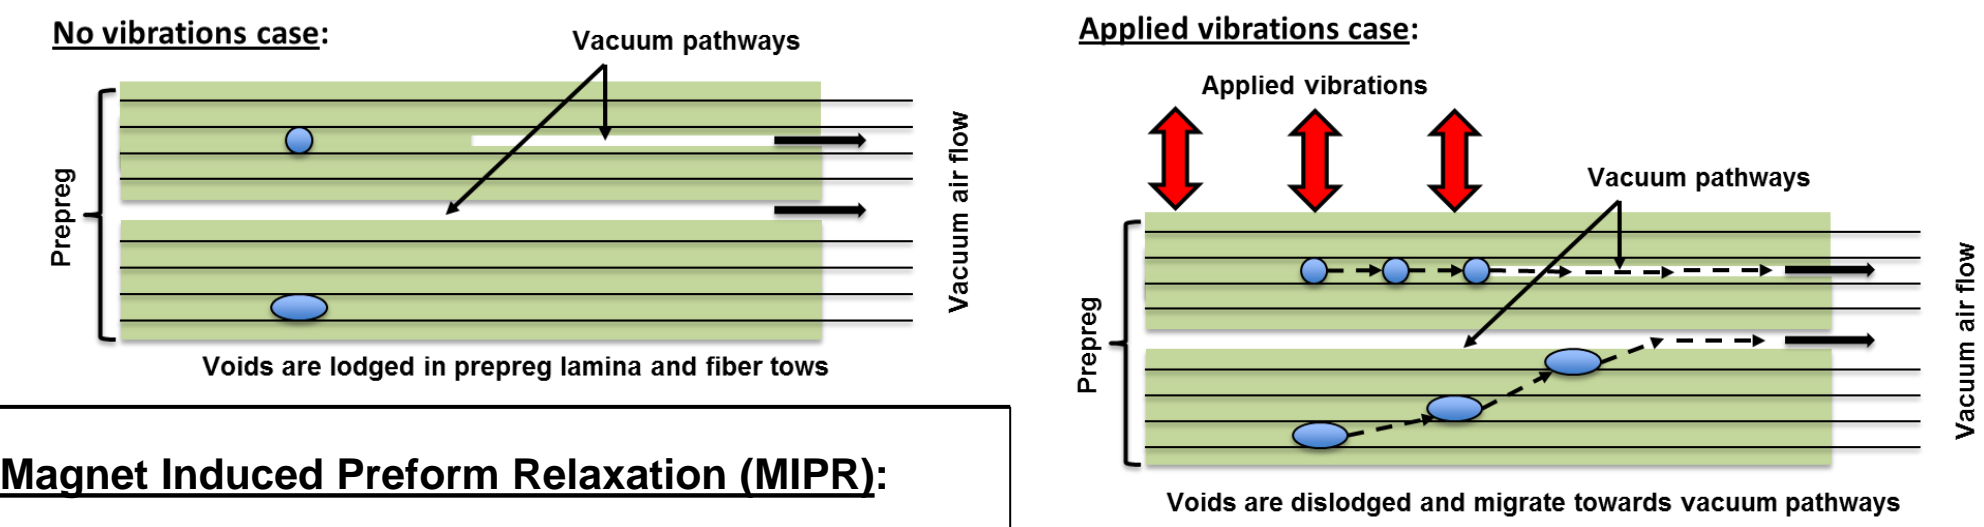 No vibrations case:
Vacuum pathways
Prepreg
Vacuum air flow
Voids are lodged in prepreg lamina and fiber tows
Magnet Induced Preform Relaxation (MIPR):
Applied vibrations case:
Applied vibrations
Vacuum pathways
Prepreg
Vacuum air flow
Voids are dislodged and migrate towards vacuum pathways